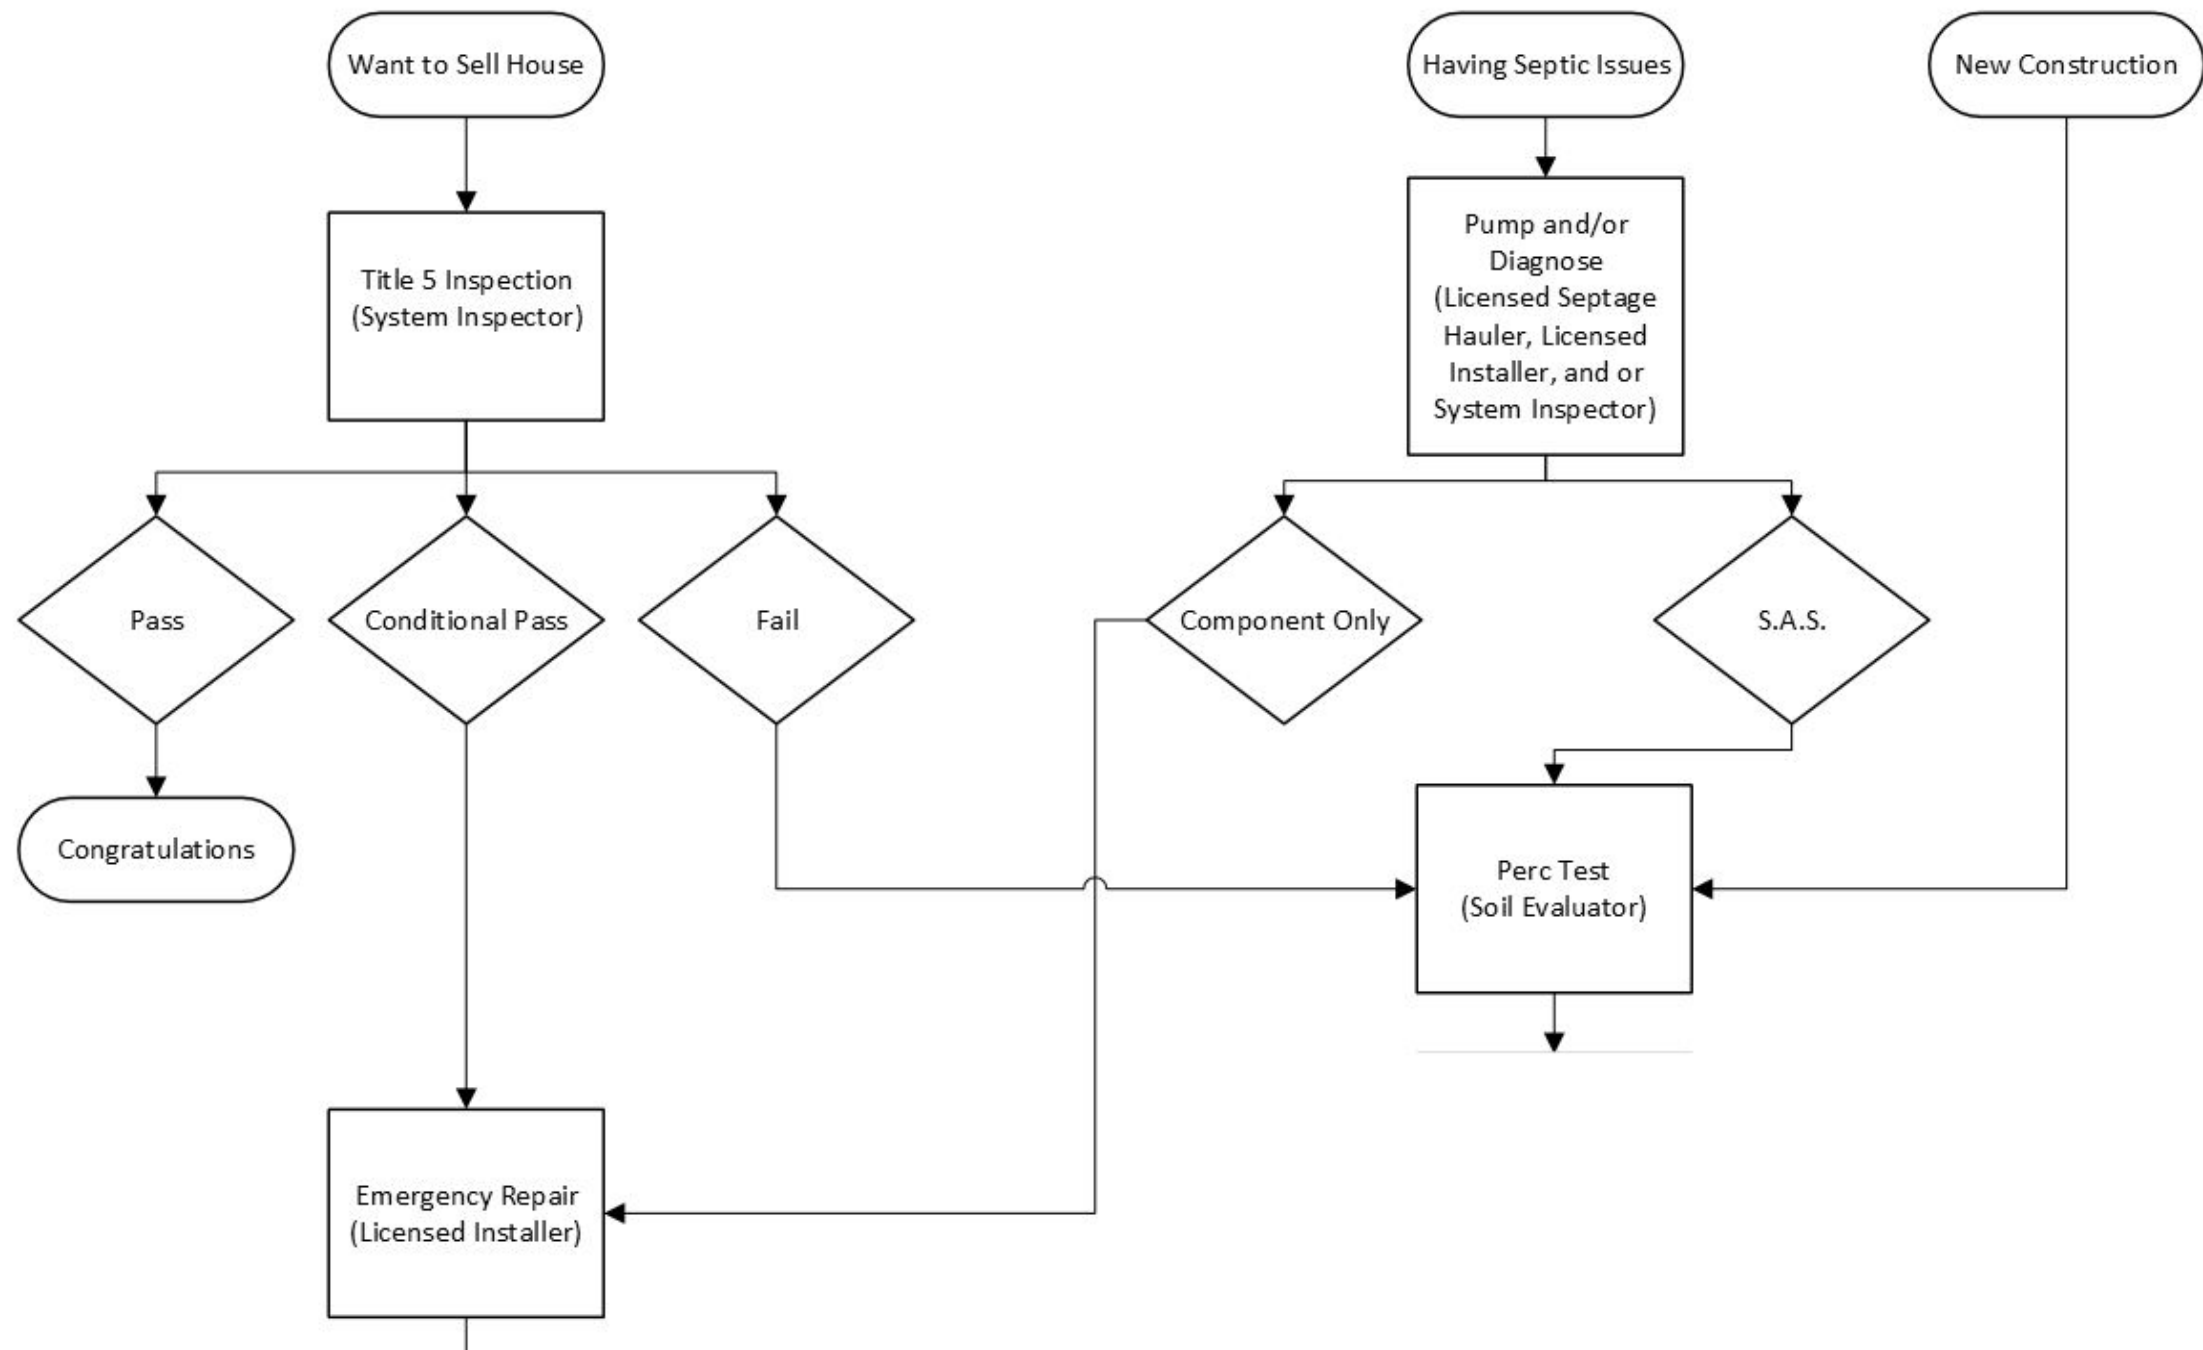 Want to Sell House
Having Septic Issues
New Construction
Title 5 Inspection
(System Inspector)
Pump and/or
Diagnose
(Licensed Septage
Hauler, Licensed
Installer, and or
System Inspector)
Pass
Conditional Pass
Fail
Component Only
S.A.S.
Congratulations
Perc Test
(Soil Evaluator)
Emergency Repair
(Licensed Installer)